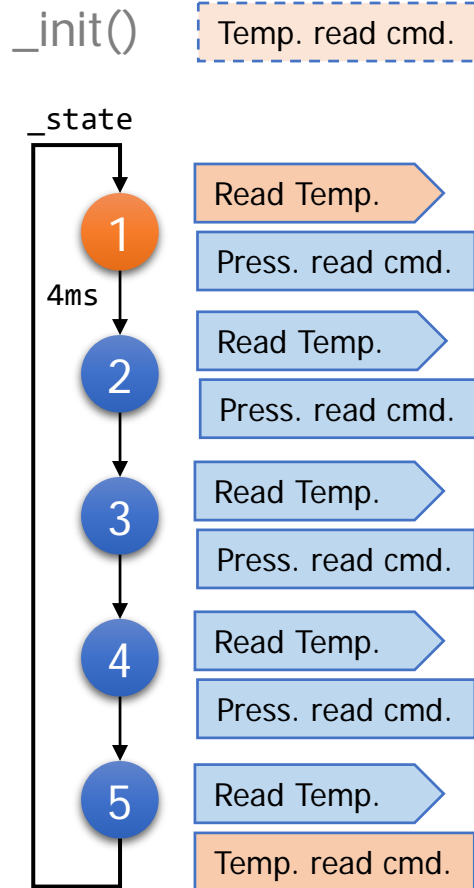 _init()
Temp. read cmd.
_state
1
Read Temp.
Press. read cmd.
4ms
2
Read Temp.
Press. read cmd.
3
Read Temp.
Press. read cmd.
4
Read Temp.
Press. read cmd.
5
Read Temp.
Temp. read cmd.